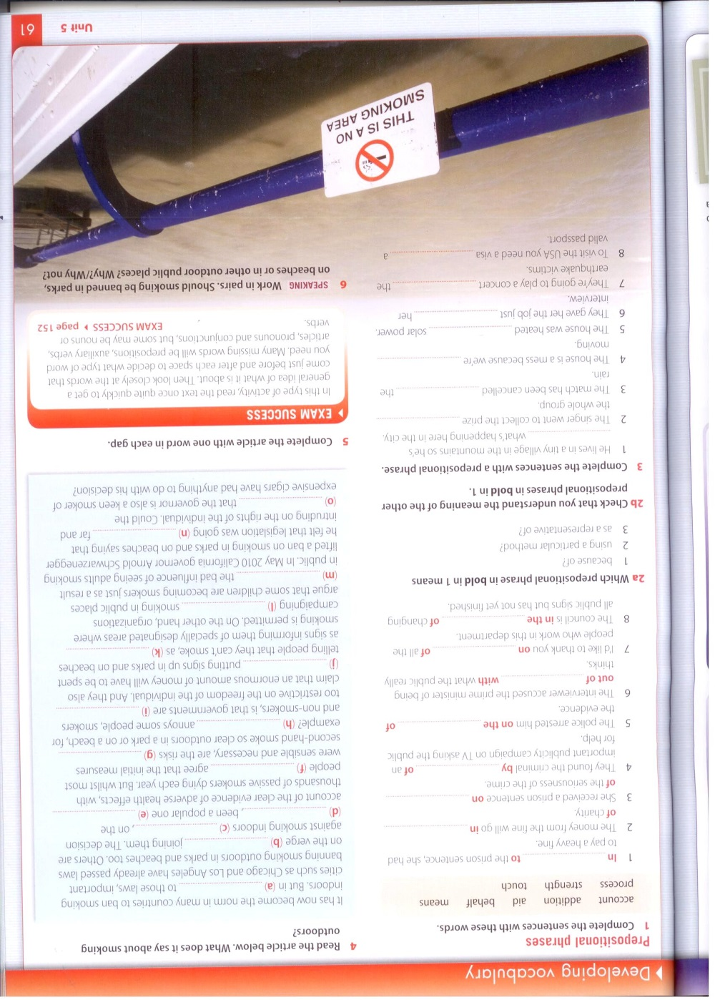 Developing vocabulary
Prepositional phrases
1 Complete the sentences with these words.
account addition aid behalf means
process strength touch
1 In ............ to the prison sentence, she had
to pay a heavy fine.
2 The money from the fine will go in ............
of charity.
3 She received a prison sentence on ............
of the seriousness of the crime.
4 They found the criminal by ............ of an
important publicity campaign on TV asking the public
for help.
5 The police arrested him on the ............ of
the evidence.
6 The interviewer accused the prime minister of being
out of ............ with what the public really
thinks.
7 I'd like to thank you on ............ of all the
people who work in this department.
8 The council is in the ............ of changing
all public signs but has not yet finished.
2a Which prepositional phrase in bold in 1 means
1 because of?
2 using a particular method?
3 as a representative of?
2b Check that you understand the meaning of the other
prepositional phrases in bold in 1.
3 Complete the sentences with a prepositional phrase.
1 He lives in a tiny village in the mountains so he's
............ what's happening here in the city.
2 The singer went to collect the prize ............
the whole group.
3 The match has been cancelled ............ the
rain.
4 The house is a mess because we're ............
moving.
5 The house was heated ............ solar power.
6 They gave her the job just ............ her
interview.
7 They're going to play a concert ............ the
earthquake victims.
8 To visit the USA you need a visa ............ a
valid passport.
4 Read the article below. What does it say about smoking
outdoors?
It has now become the norm in many countries to ban smoking
indoors. But in (a) ............ to those laws, important
cities such as Chicago and Los Angeles have already passed laws
banning smoking outdoors in parks and beaches too. Others are
on the verge (b) ............ joining them. The decision
against smoking indoors (c) ............, on the
(d) ............, been a popular one (e) ............
account of the clear evidence of adverse health effects, with
thousands of passive smokers dying each year. But whilst most
people (f) ............ agree that the initial measures
were sensible and necessary, are the risks (g) ............
second-hand smoke so clear outdoors in a park or on a beach, for
example? (h) ............ annoys some people, smokers
and non-smokers, is that governments are (i) ............
too restrictive on the freedom of the individual. And they also
claim that an enormous amount of money will have to be spent
(j) ............ putting signs up in parks and on beaches
telling people that they can't smoke, as (k) ............
as signs informing them of specially designated areas where
smoking is permitted. On the other hand, organizations
campaigning (l) ............ smoking in public places
argue that some children are becoming smokers just as a result
(m) ............ the bad influence of seeing adults smoking
in public. In May 2010 California governor Arnold Schwarzenegger
lifted a ban on smoking in parks and on beaches saying that
he felt that legislation was going (n) ............ far and
intruding on the rights of the individual. Could the
(o) ............ that the governor is also a keen smoker of
expensive cigars have had anything to do with his decision?
5 Complete the article with one word in each gap.
EXAM SUCCESS
In this type of activity, read the text once quite quickly to get a
general idea of what it is about. Then look closely at the words that
come just before and after each space to decide what type of word
you need. Many missing words will be prepositions, auxiliary verbs,
articles, pronouns and conjunctions, but some may be nouns or
verbs. EXAM SUCCESS page 152
6 SPEAKING Work in pairs. Should smoking be banned in parks,
on beaches or in other outdoor public places? Why?/Why not?
THIS IS A NO
SMOKING AREA
Unit 5 61